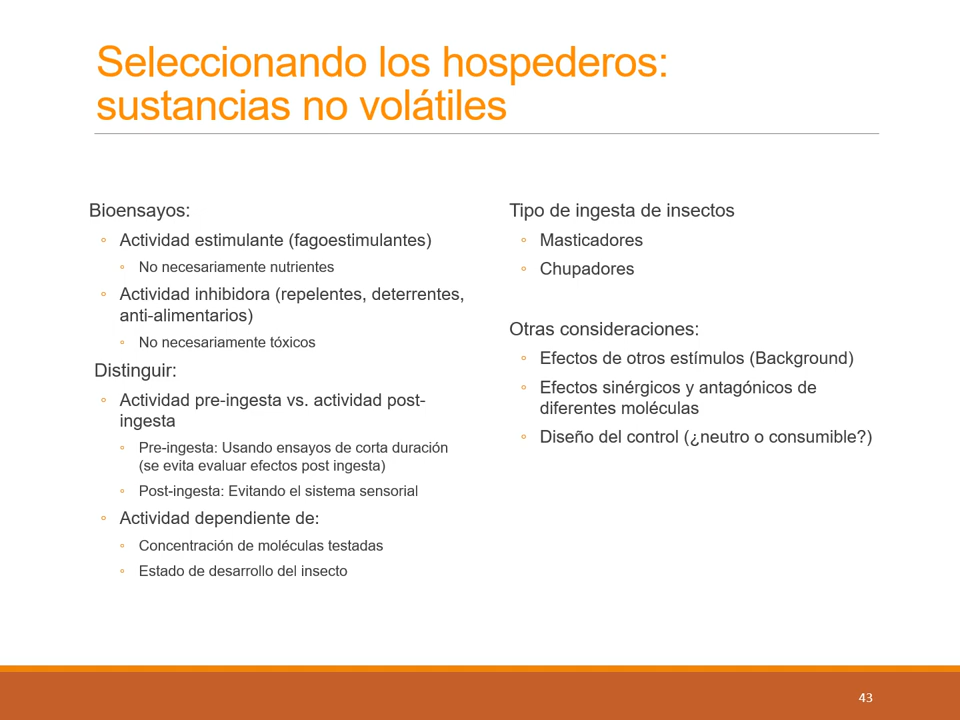 Seleccionando los hospederos:
sustancias no volátiles
Bioensayos:
◦ Actividad estimulante (fagoestimulantes)
◦ No necesariamente nutrientes
◦ Actividad inhibidora (repelentes, deterrentes,
anti-alimentarios)
◦ No necesariamente tóxicos
Distinguir:
◦ Actividad pre-ingesta vs. actividad post-
ingesta
◦ Pre-ingesta: Usando ensayos de corta duración
(se evita evaluar efectos post ingesta)
◦ Post-ingesta: Evitando el sistema sensorial
◦ Actividad dependiente de:
◦ Concentración de moléculas testadas
◦ Estado de desarrollo del insecto
Tipo de ingesta de insectos
◦ Masticadores
◦ Chupadores
Otras consideraciones:
◦ Efectos de otros estímulos (Background)
◦ Efectos sinérgicos y antagónicos de
diferentes moléculas
◦ Diseño del control (¿neutro o consumible?)
43